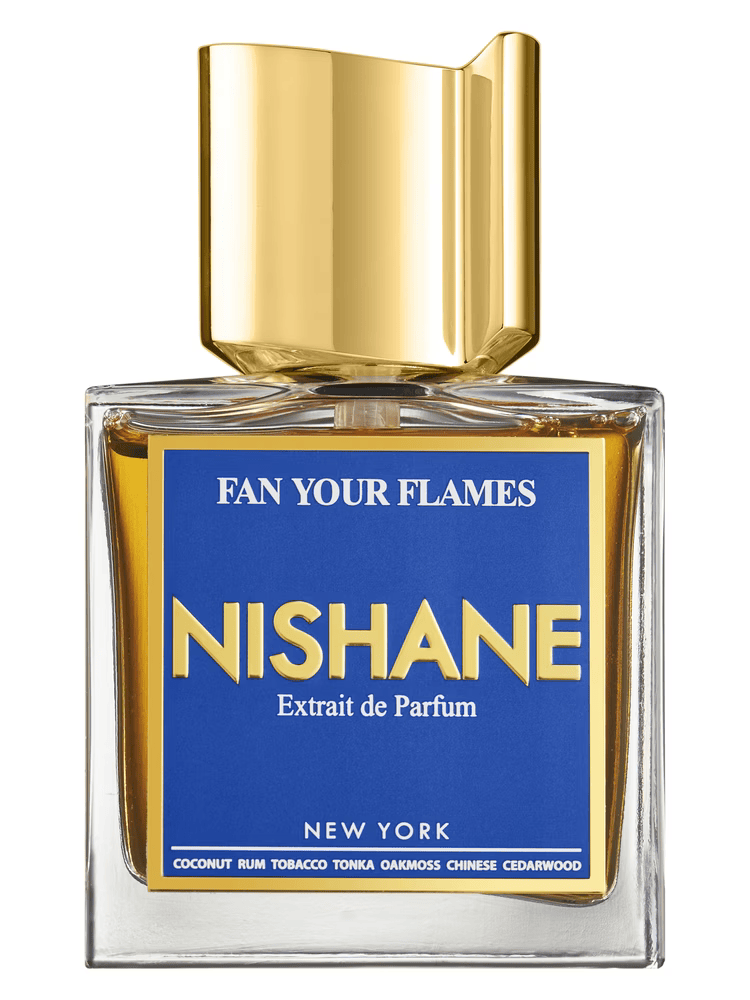 FAN YOUR FLAMES
NISHANE
Extrait de Parfum
NEW YORK
COCONUT RUM TOBACCO TONKA OAKMOSS CHINESE CEDARWOOD